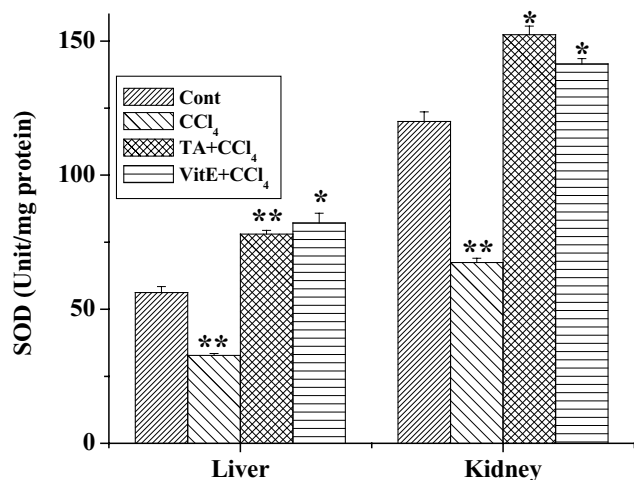 SOD (Unit/mg protein)
150
100
50
0
Cont
CCl₄
TA+CCl₄
VitE+CCl₄
**
**
*
**
*
*
Liver
Kidney